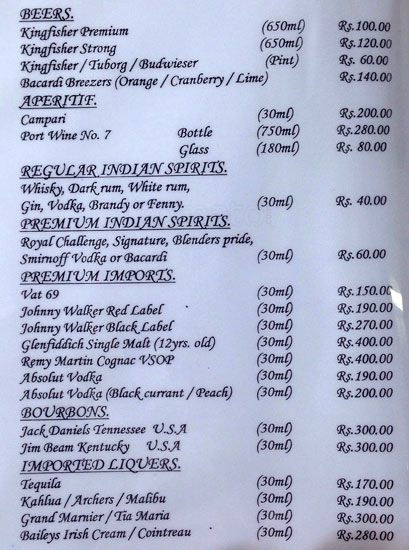 BEERS.
Kingfisher Premium (650ml) Rs.100.00
Kingfisher Strong (650ml) Rs.120.00
Kingfisher / Tuborg / Budwieser (Pint) Rs. 60.00
Bacardi Breezers (Orange / Cranberry / Lime) Rs.140.00
APERITIF.
Campari (30ml) Rs.200.00
Port Wine No. 7 Bottle (750ml) Rs.280.00
Glass (180ml) Rs. 80.00
REGULAR INDIAN SPIRITS.
Whisky, Dark rum, White rum,
Gin, Vodka, Brandy or Fenny. (30ml) Rs. 40.00
PREMIUM INDIAN SPIRITS.
Royal Challenge, Signature, Blenders pride,
Smirnoff Vodka or Bacardi (30ml) Rs.60.00
PREMIUM IMPORTS.
Vat 69 (30ml) Rs.150.00
Johnny Walker Red Label (30ml) Rs.190.00
Johnny Walker Black Label (30ml) Rs.270.00
Glenfiddich Single Malt (12yrs. old) (30ml) Rs.400.00
Remy Martin Cognac VSOP (30ml) Rs.400.00
Absolut Vodka (30ml) Rs.190.00
Absolut Vodka (Black currant / Peach) (30ml) Rs.200.00
BOURBONS.
Jack Daniels Tennessee U.S.A (30ml) Rs.300.00
Jim Beam Kentucky U.S.A (30ml) Rs.300.00
IMPORTED LIQUERS.
Tequila (30ml) Rs.170.00
Kahlua / Archers / Malibu (30ml) Rs.190.00
Grand Marnier / Tia Maria (30ml) Rs.300.00
Baileys Irish Cream / Cointreau (30ml) Rs.280.00